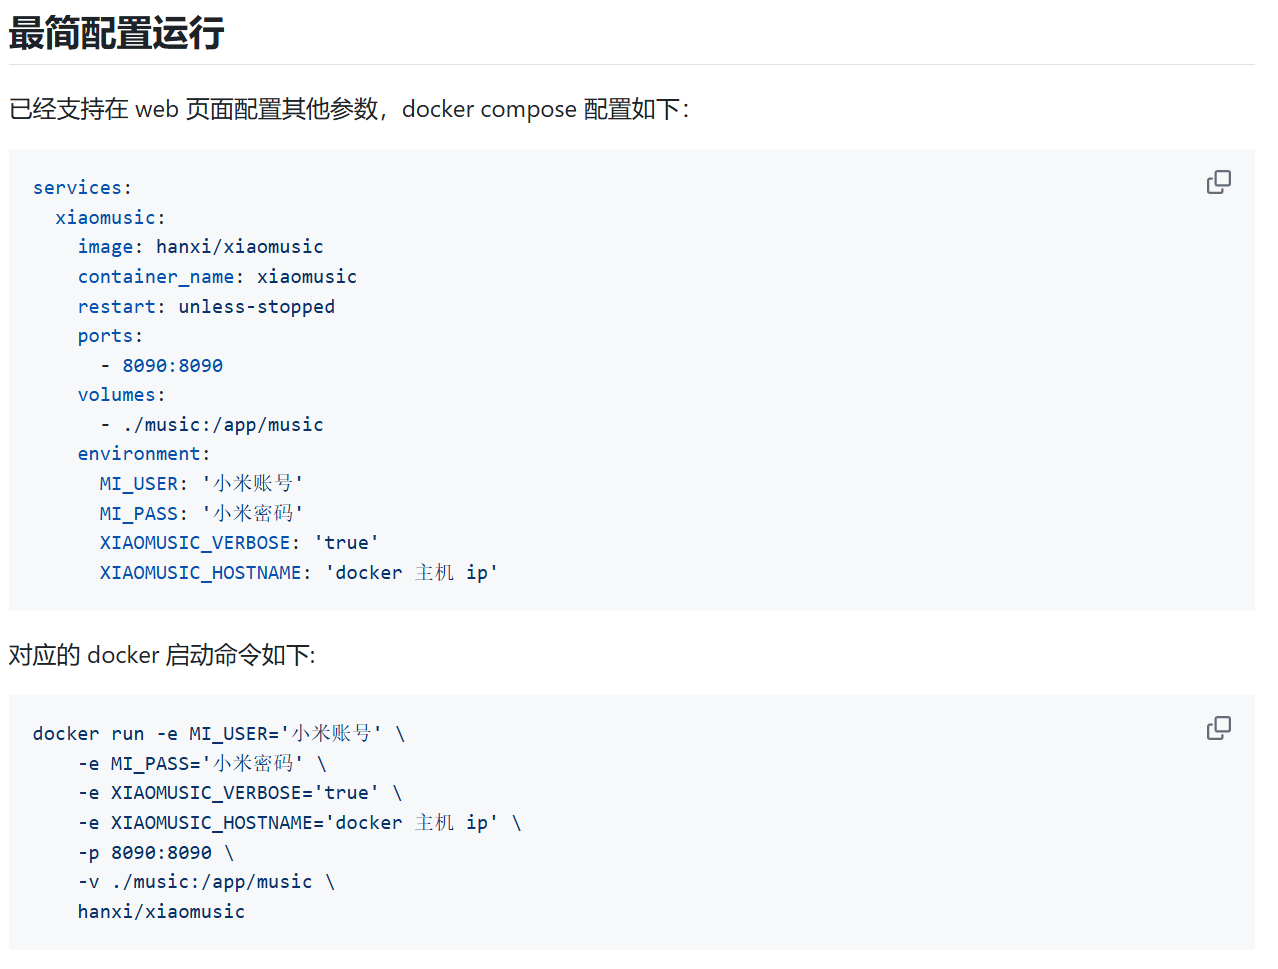 最简配置运行
已经支持在 web 页面配置其他参数，docker compose 配置如下：
services:
  xiaomusic:
    image: hanxi/xiaomusic
    container_name: xiaomusic
    restart: unless-stopped
    ports:
      - 8090:8090
    volumes:
      - ./music:/app/music
    environment:
      MI_USER: '小米账号'
      MI_PASS: '小米密码'
      XIAOMUSIC_VERBOSE: 'true'
      XIAOMUSIC_HOSTNAME: 'docker 主机 ip'
对应的 docker 启动命令如下:
docker run -e MI_USER='小米账号' \
    -e MI_PASS='小米密码' \
    -e XIAOMUSIC_VERBOSE='true' \
    -e XIAOMUSIC_HOSTNAME='docker 主机 ip' \
    -p 8090:8090 \
    -v ./music:/app/music \
    hanxi/xiaomusic